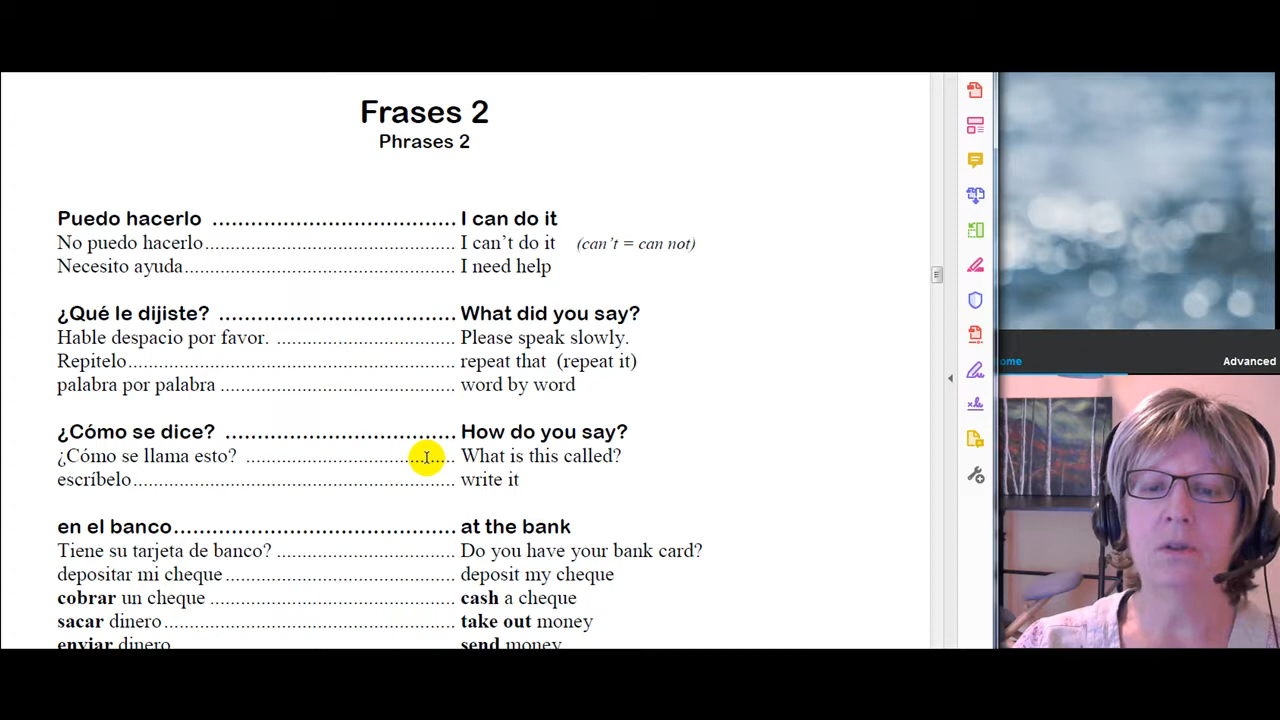 Frases 2
Phrases 2
Puedo hacerlo ..................................... I can do it
No puedo hacerlo.................................................. I can't do it (can't = can not)
Necesito ayuda...................................................... I need help
¿Qué le dijiste? .................................... What did you say?
Hable despacio por favor. .................................... Please speak slowly.
Repitelo................................................................. repeat that (repeat it)
palabra por palabra ............................................... word by word
¿Cómo se dice? ................................... How do you say?
¿Cómo se llama esto? .......................................... What is this called?
escríbelo................................................................ write it
en el banco.......................................... at the bank
Tiene su tarjeta de banco? .................................... Do you have your bank card?
depositar mi cheque.............................................. deposit my cheque
cobrar un cheque ................................................. cash a cheque
sacar dinero.......................................................... take out money
enviar dinero send money
ome
Advanced